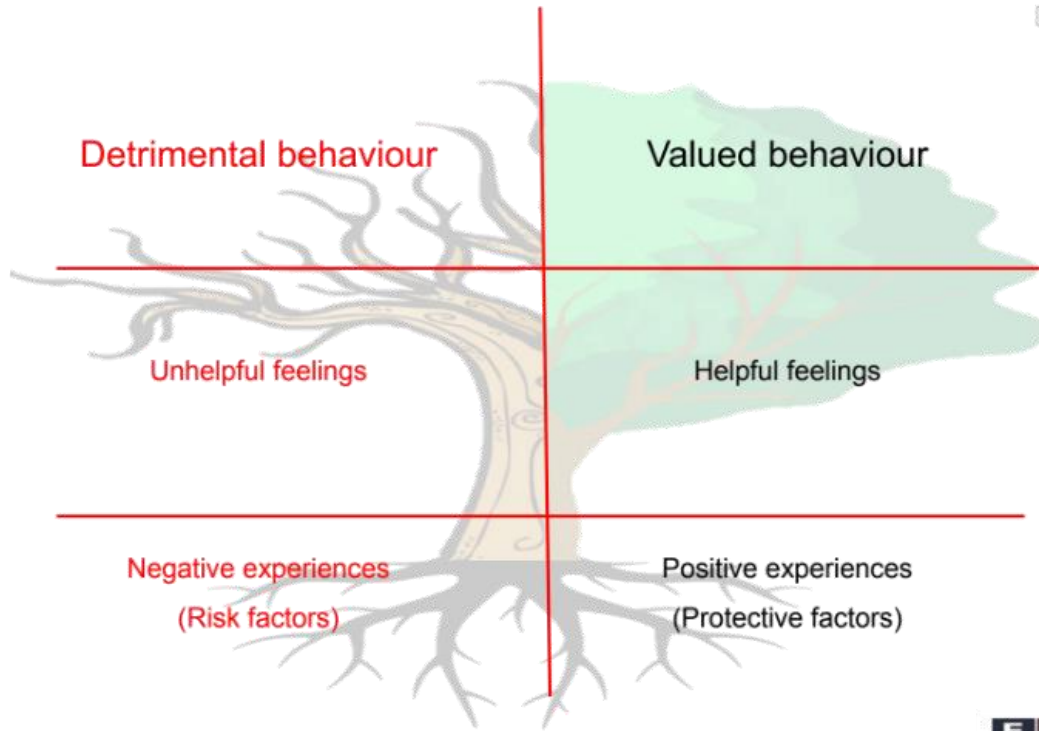 Detrimental behaviour
Valued behaviour
Unhelpful feelings
Helpful feelings
Negative experiences
(Risk factors)
Positive experiences
(Protective factors)